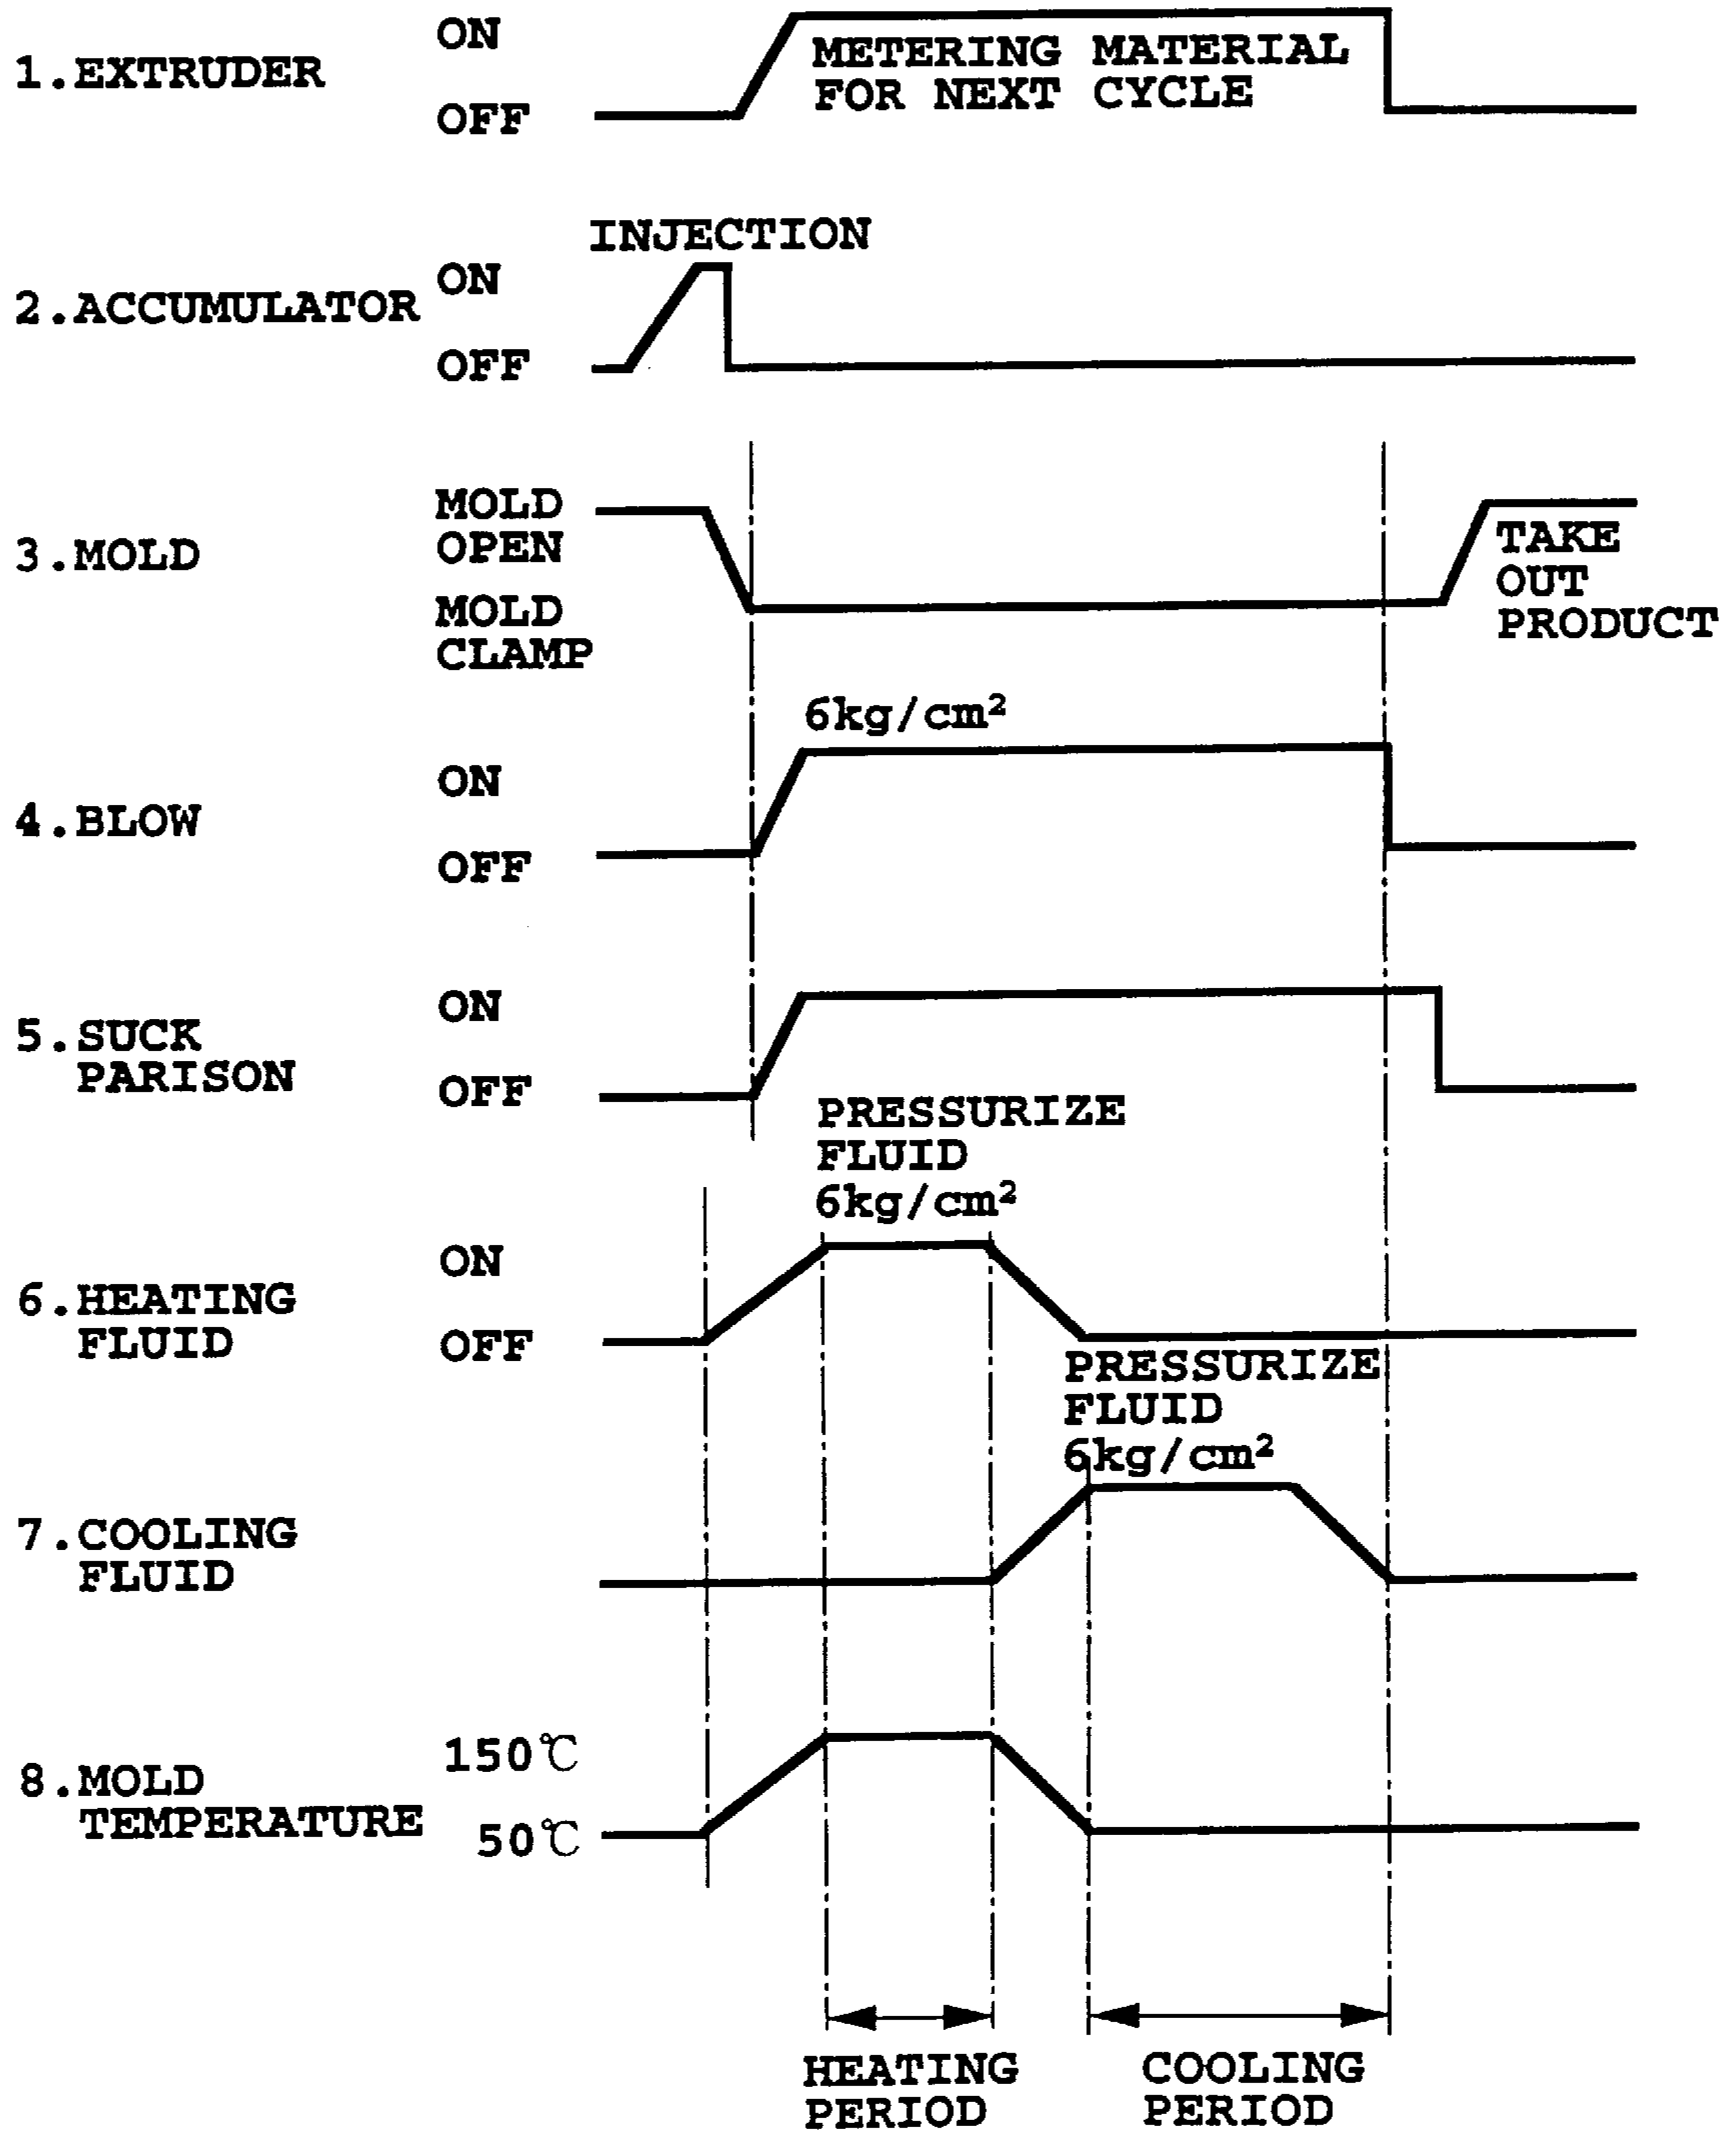 ON
1.EXTRUDER
METERING MATERIAL
FOR NEXT CYCLE
OFF
INJECTION
ON
2.ACCUMULATOR
OFF
MOLD
OPEN
3.MOLD
MOLD
CLAMP
TAKE
OUT
PRODUCT
6kg/cm²
ON
4.BLOW
OFF
ON
5.SUCK
PARISON
OFF
PRESSURIZE
FLUID
6kg/cm²
ON
6.HEATING
FLUID
OFF
PRESSURIZE
FLUID
6kg/cm²
7.COOLING
FLUID
150℃
8.MOLD
TEMPERATURE
50℃
HEATING
PERIOD
COOLING
PERIOD